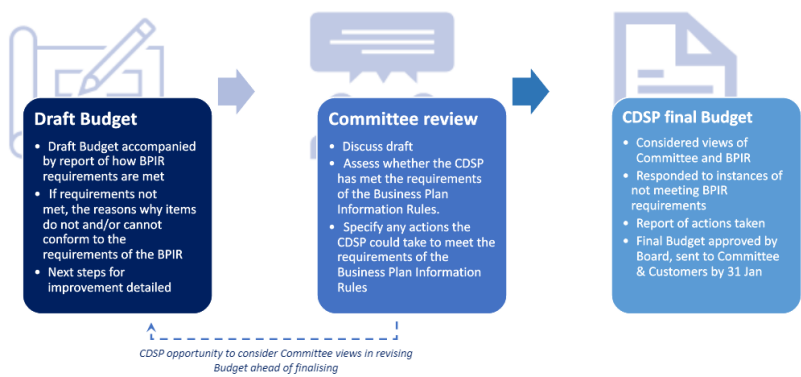 Draft Budget
• Draft Budget accompanied
by report of how BPIR
requirements are met
• If requirements not
met, the reasons why items
do not and/or cannot
conform to the
requirements of the BPIR
• Next steps for
improvement detailed
Committee review
• Discuss draft
• Assess whether the CDSP
has met the requirements
of the Business Plan
Information Rules.
• Specify any actions the
CDSP could take to meet the
requirements of the
Business Plan Information
Rules
CDSP final Budget
• Considered views of
Committee and BPIR
• Responded to instances of
not meeting BPIR
requirements
• Report of actions taken
• Final Budget approved by
Board, sent to Committee
& Customers by 31 Jan
CDSP opportunity to consider Committee views in revising
Budget ahead of finalising